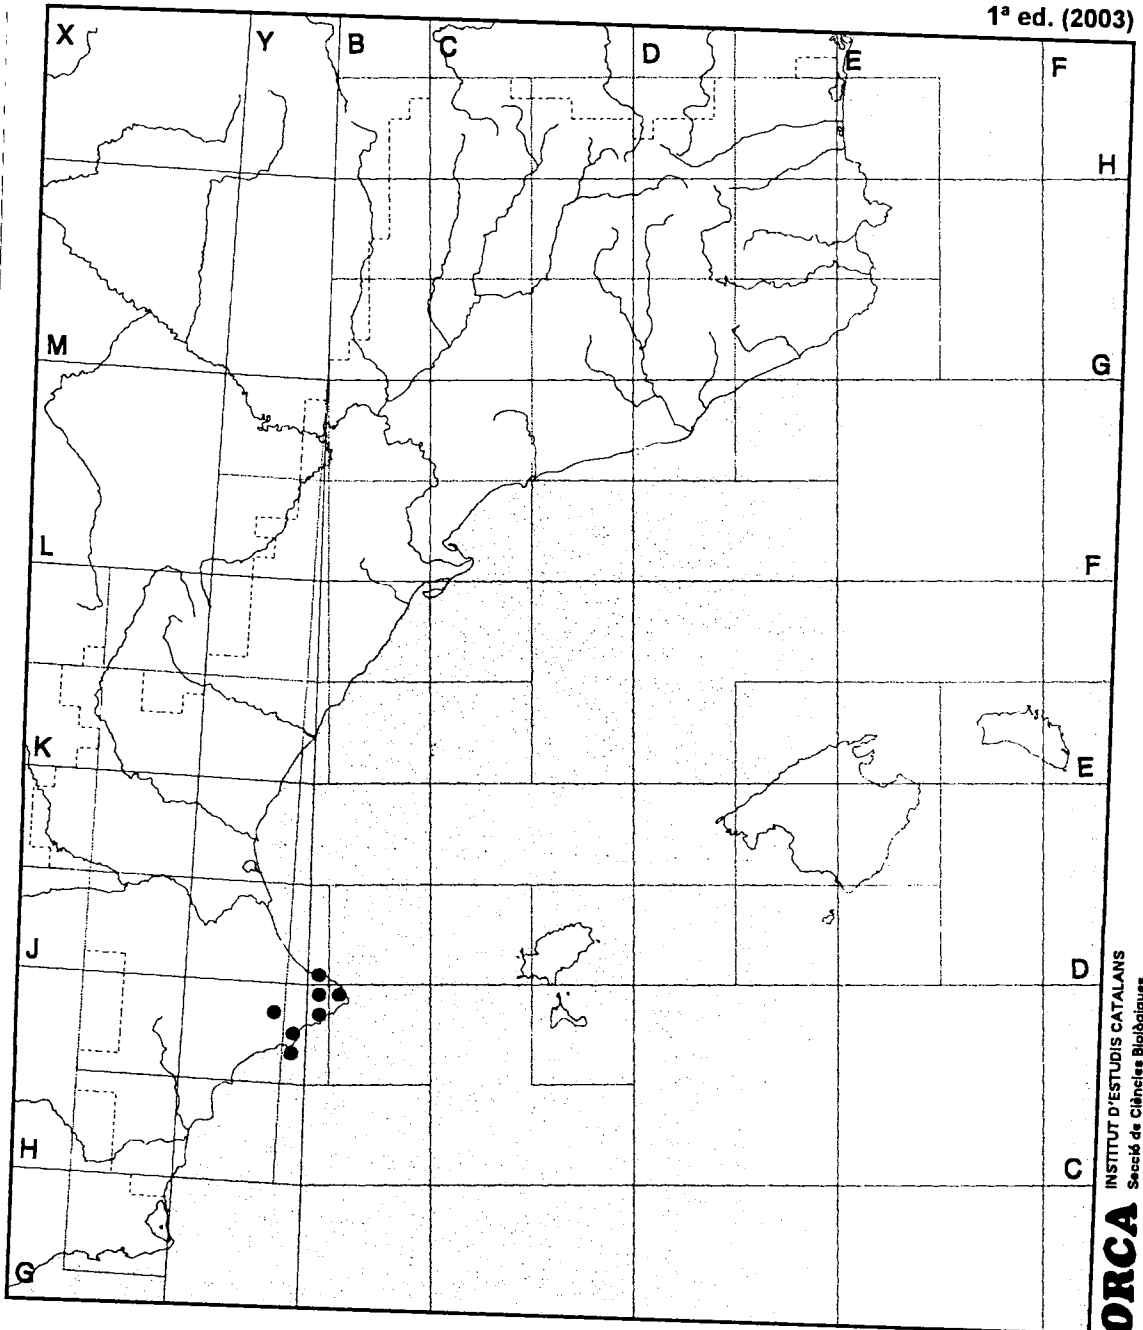 1ª ed. (2003)
X
Y
B
C
D
E
F
H
M
G
L
F
K
E
J
D
H
C
G
INSTITUT D'ESTUDIS CATALANS
Secció de Ciències Biològiques
ORCA